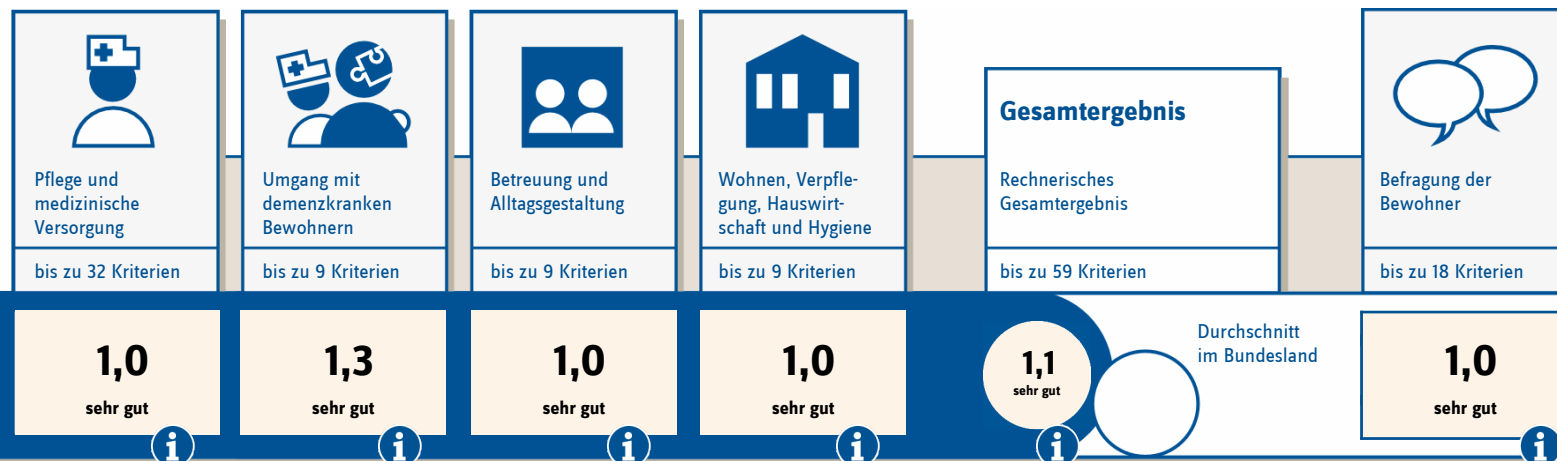 Pflege und
medizinische
Versorgung
bis zu 32 Kriterien
1,0
sehr gut
i
Umgang mit
demenzkranken
Bewohnern
bis zu 9 Kriterien
1,3
sehr gut
i
Betreuung und
Alltagsgestaltung
bis zu 9 Kriterien
1,0
sehr gut
i
Wohnen, Verpfle-
gung, Hauswirt-
schaft und Hygiene
bis zu 9 Kriterien
1,0
sehr gut
i
Gesamtergebnis
Rechnerisches
Gesamtergebnis
bis zu 59 Kriterien
1,1
sehr gut
i
Durchschnitt
im Bundesland
Befragung der
Bewohner
bis zu 18 Kriterien
1,0
sehr gut
i